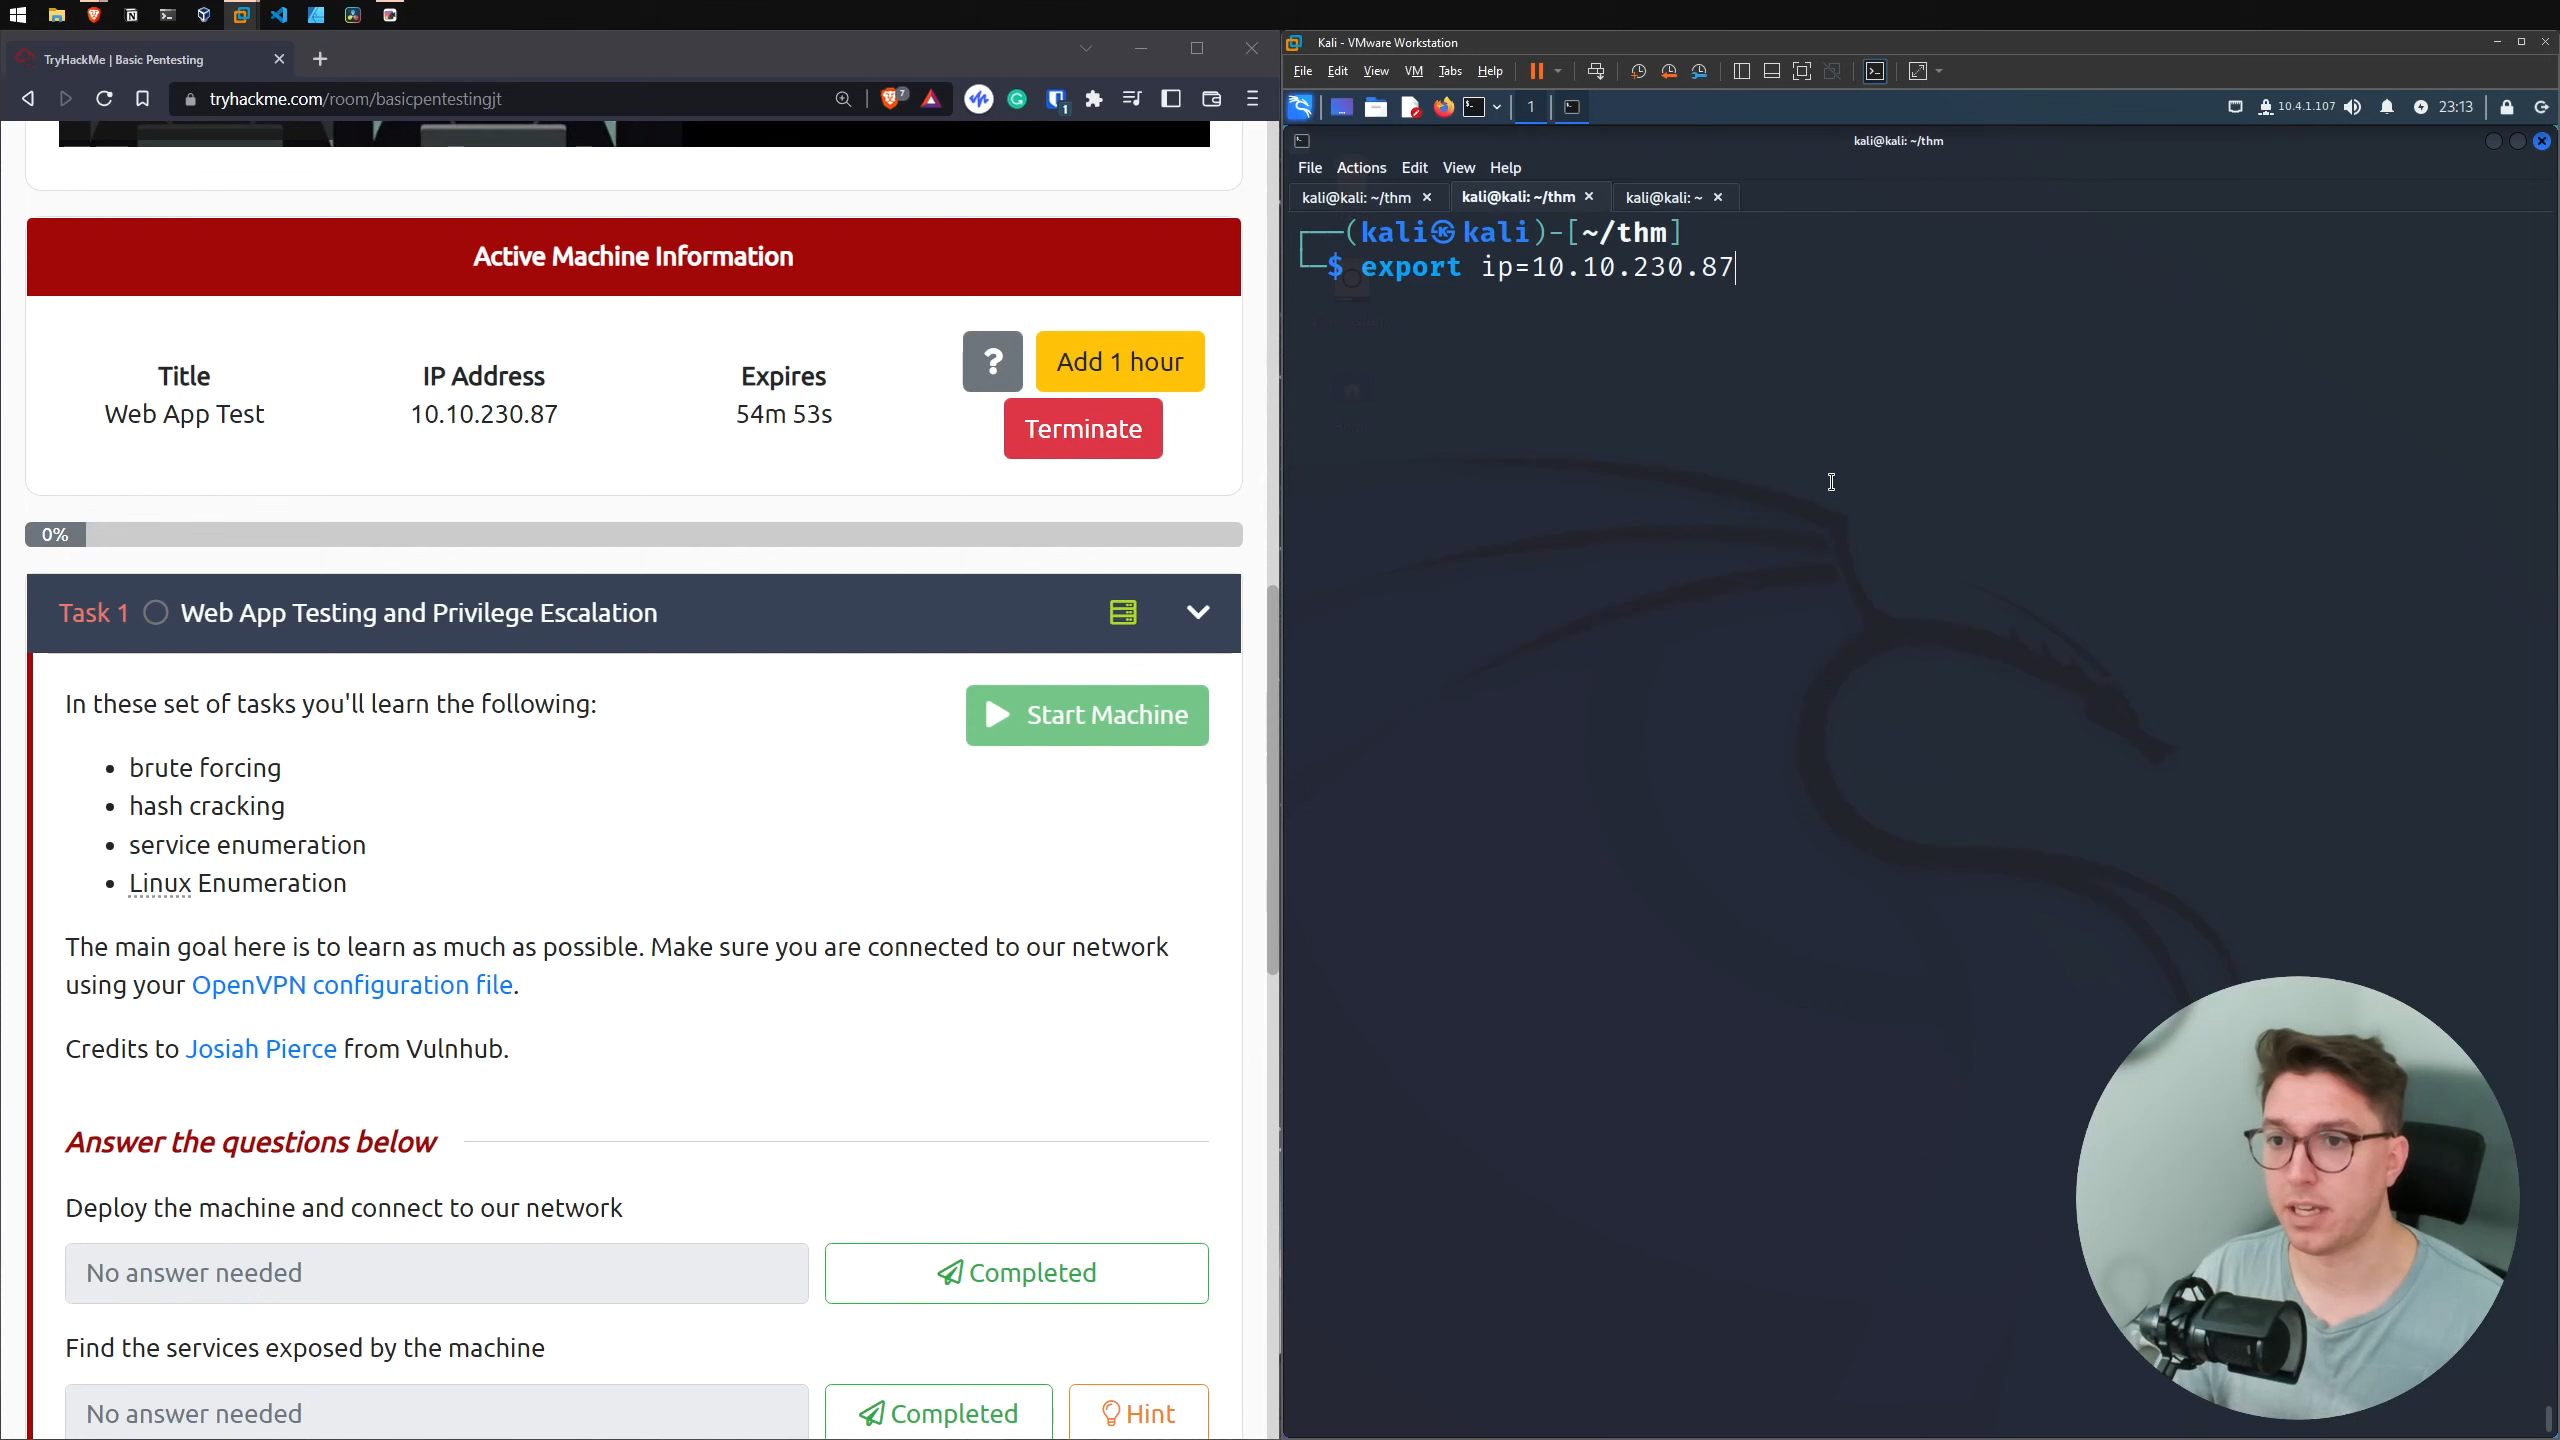 TryHackMe | Basic Pentesting
tryhackme.com/room/basicpentestingjt
7
1
Active Machine Information
Title
IP Address
Expires
Web App Test
10.10.230.87
54m 53s
?
Add 1 hour
Terminate
0%
Task 1
Web App Testing and Privilege Escalation
In these set of tasks you'll learn the following:
Start Machine
brute forcing
hash cracking
service enumeration
Linux Enumeration
The main goal here is to learn as much as possible. Make sure you are connected to our network
using your OpenVPN configuration file.
Credits to Josiah Pierce from Vulnhub.
Answer the questions below
Deploy the machine and connect to our network
No answer needed
Completed
Find the services exposed by the machine
No answer needed
Completed
Hint
Kali - VMware Workstation
File Edit View VM Tabs Help
1
10.4.1.107
23:13
kali@kali: ~/thm
File Actions Edit View Help
kali@kali: ~/thm
kali@kali: ~/thm
kali@kali: ~
(kali㉿kali)-[~/thm]
$ export ip=10.10.230.87